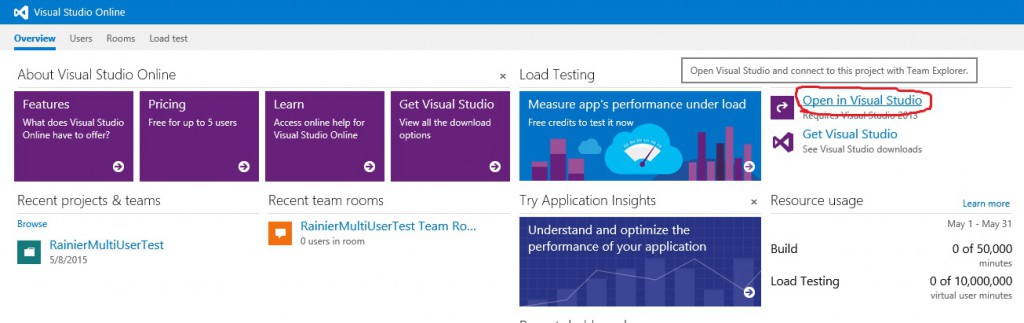 Visual Studio Online
Overview Users Rooms Load test
About Visual Studio Online
×
Features
What does Visual Studio
Online have to offer?
Pricing
Free for up to 5 users
Learn
Access online help for
Visual Studio Online
Get Visual Studio
View all the download
options
Load Testing
Measure app's performance under load
Free credits to test it now
Open Visual Studio and connect to this project with Team Explorer.
Open in Visual Studio
Requires Visual Studio 2013
Get Visual Studio
See Visual Studio downloads
Recent projects & teams
Browse
RainierMultiUserTest
5/8/2015
Recent team rooms
RainierMultiUserTest Team Ro...
0 users in room
Try Application Insights
×
Understand and optimize the
performance of your application
Resource usage
Learn more
May 1 - May 31
Build 0 of 50,000
minutes
Load Testing 0 of 10,000,000
virtual user minutes